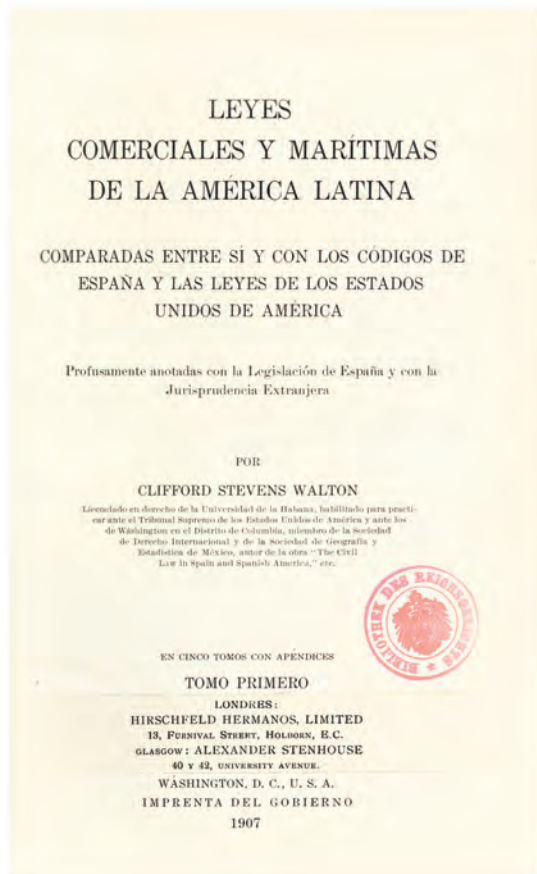 LEYES
COMERCIALES Y MARÍTIMAS
DE LA AMÉRICA LATINA
COMPARADAS ENTRE SÍ Y CON LOS CÓDIGOS DE
ESPAÑA Y LAS LEYES DE LOS ESTADOS
UNIDOS DE AMÉRICA
Profusamente anotadas con la Legislación de España y con la
Jurisprudencia Extranjera
POR
CLIFFORD STEVENS WALTON
Licenciado en derecho de la Universidad de la Habana, habilitado para practi-
car ante el Tribunal Supremo de los Estados Unidos de América y ante los
de Wáshington en el Distrito de Columbia, miembro de la Sociedad
de Derecho Internacional y de la Sociedad de Geografía y
Estadística de México, autor de la obra "The Civil
Law in Spain and Spanish America," etc.
BIBLIOTHEK DES REICHSGERICHTS
EN CINCO TOMOS CON APÉNDICES
TOMO PRIMERO
LONDRES:
HIRSCHFELD HERMANOS, LIMITED
13, FURNIVAL STREET, HOLBORN, E.C.
GLASGOW: ALEXANDER STENHOUSE
40 Y 42, UNIVERSITY AVENUE.
WÁSHINGTON, D. C., U. S. A.
IMPRENTA DEL GOBIERNO
1907